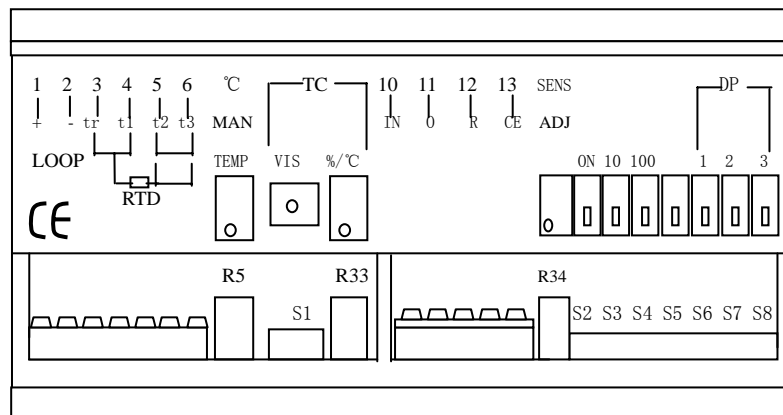 1 2 3 4 5 6 ℃ TC 10 11 12 13 SENS DP
+ - tr t1 t2 t3 MAN IN O R CE ADJ
LOOP TEMP VIS %/℃ ON 10 100 1 2 3
RTD
CE
R5 R33 R34
S1 S2 S3 S4 S5 S6 S7 S8